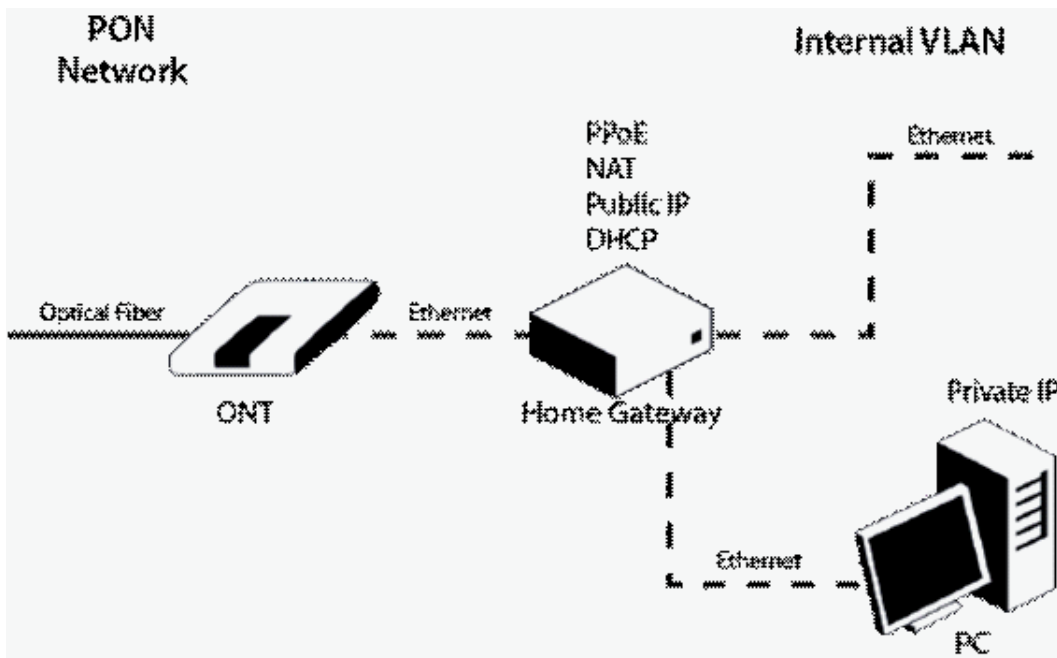 PON
Network
Internal VLAN
PPoE
NAT
Public IP
DHCP
Ethernet
Optical Fiber
Ethernet
ONT
Home Gateway
Private IP
Ethernet
PC